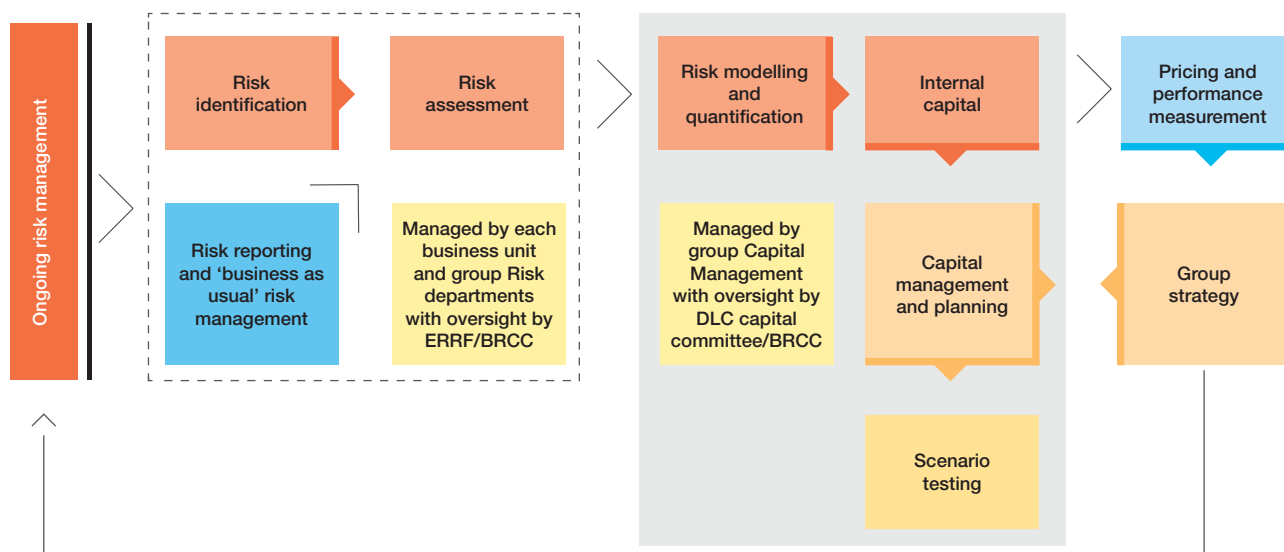 Ongoing risk management
Risk
identification
Risk
assessment
Risk modelling
and
quantification
Internal
capital
Pricing and
performance
measurement
Risk reporting
and ‘business as
usual’ risk
management
Managed by each
business unit
and group Risk
departments
with oversight by
ERRF/BRCC
Managed by
group Capital
Management
with oversight by
DLC capital
committee/BRCC
Capital
management
and planning
Group
strategy
Scenario
testing